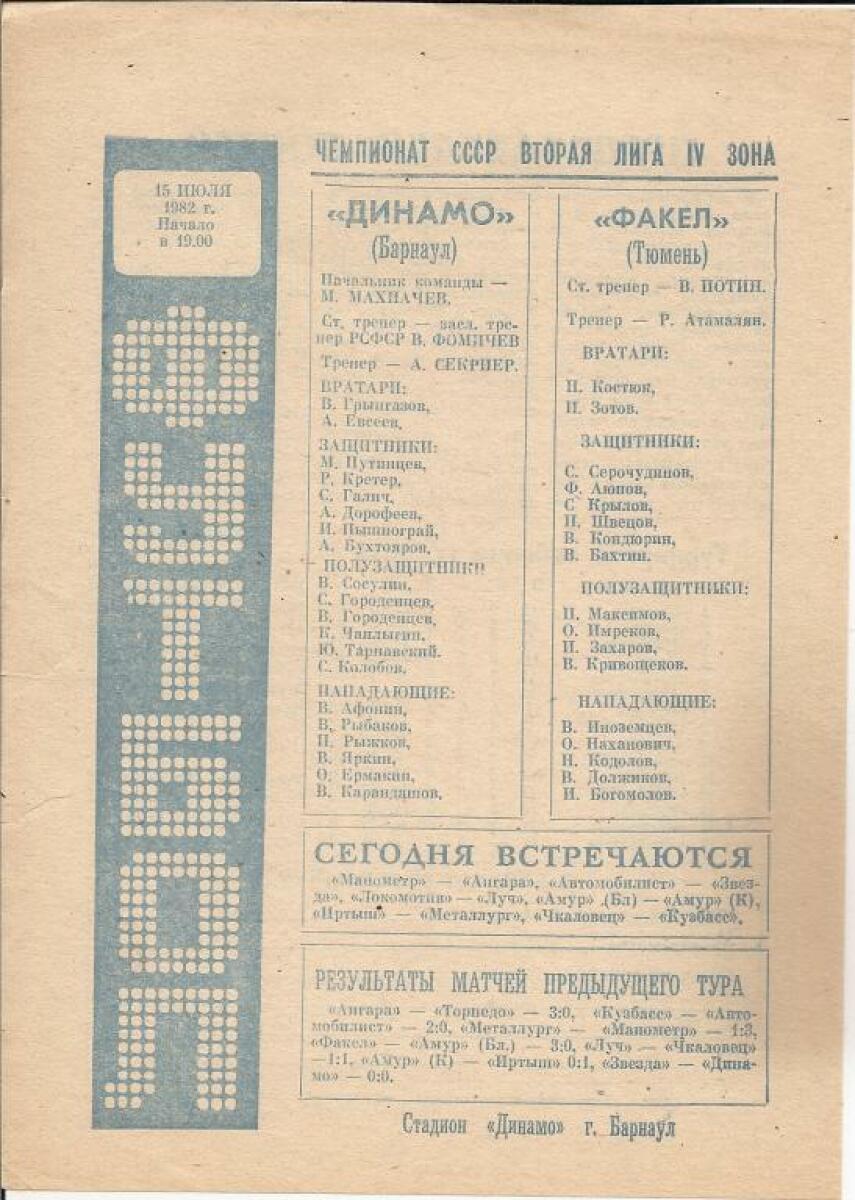 ЧЕМПИОНАТ СССР ВТОРАЯ ЛИГА IV ЗОНА
15 ИЮЛЯ
1982 г.
Начало
в 19.00
ФУТБОЛ
«ДИНАМО»
(Барнаул)
Начальник команды —
М. МАХНАЧЕВ,
Ст. тренер — засл. тре-
нер РСФСР В. ФОМИЧЕВ
Тренер — А. СЕКРИЕР.
ВРАТАРИ:
В. Грынгазов,
А. Евсеев,
ЗАЩИТНИКИ:
М. Путинцев,
Р. Кретер,
С. Галич,
А. Дорофеев,
И. Пышнограй,
А. Бухтояров,
ПОЛУЗАЩИТНИКИ
В. Сосулин,
С. Городенцев,
В. Городенцев,
К. Чаплыгин,
Ю. Тарнавский.
С. Колобов.
НАПАДАЮЩИЕ:
В. Афонин,
В. Рыбаков,
П. Рыжков,
В. Яркин,
О. Ермакин,
В. Карандашов,
«ФАКЕЛ»
(Тюмень)
Ст. тренер — В. ПОТИН.
Тренер — Р. Атамалян.
ВРАТАРИ:
Н. Костюк,
И. Зотов.
ЗАЩИТНИКИ:
С. Серочудинов,
Ф. Аюпов,
С Крылов,
П. Швецов,
В. Кондюрин,
В. Бахтин.
ПОЛУЗАЩИТНИКИ:
П. Максимов,
О. Имреков,
И. Захаров,
В. Кривощеков.
НАПАДАЮЩИЕ:
В. Иноземцев,
О. Наханович,
Н. Кодолов,
В. Должиков,
И. Богомолов.
СЕГОДНЯ ВСТРЕЧАЮТСЯ
«Манометр» — «Ангара», «Автомобилист» — «Звез-
да», «Локомотив» — «Луч», «Амур» (Бл) — «Амур» (К),
«Иртыш» — «Металлург», «Чкаловец» — «Кузбасс».
РЕЗУЛЬТАТЫ МАТЧЕЙ ПРЕДЫДУЩЕГО ТУРА
«Ангара» — «Торпедо» — 3:0, «Кузбасс» — «Авто-
мобилист» — 2:0, «Металлург» — «Манометр» — 1:3,
«Факел» — «Амур» (Бл.) — 3:0, «Луч» — «Чкаловец»
—1:1, «Амур» (К) — «Иртыш» 0:1, «Звезда» — «Дина-
мо» — 0:0.
Стадион «Динамо» г. Барнаул